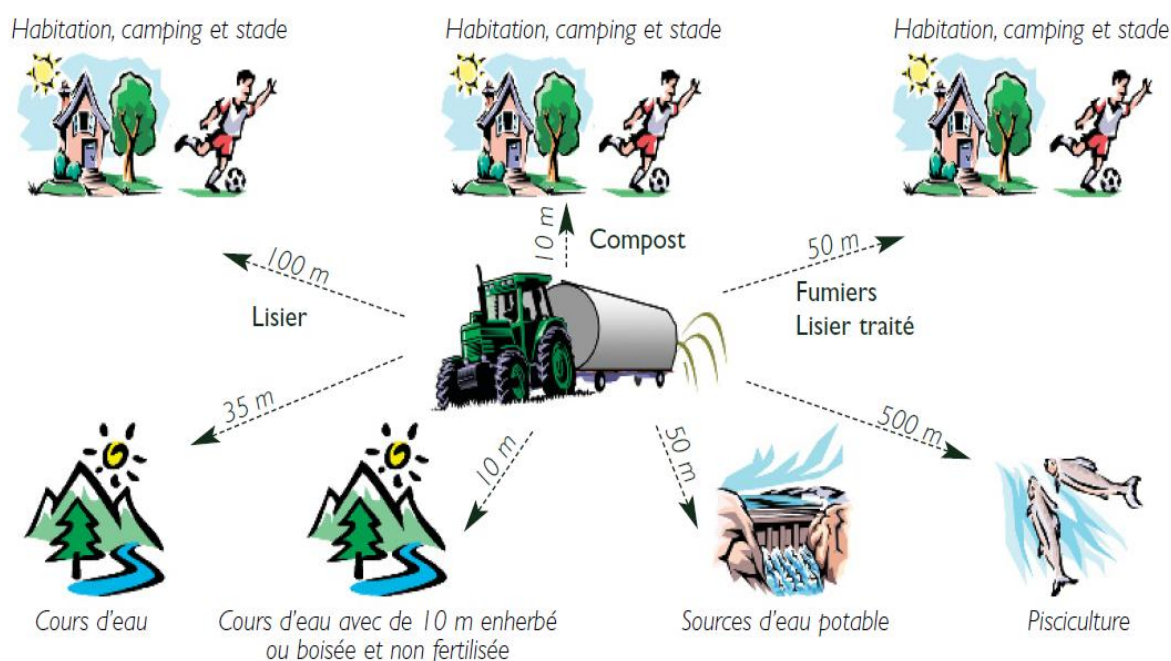 Habitation, camping et stade
Habitation, camping et stade
Habitation, camping et stade
100 m
Lisier
10 m
Compost
50 m
Fumiers
Lisier traité
35 m
10 m
50 m
500 m
Cours d'eau
Cours d'eau avec de 10 m enherbé
ou boisée et non fertilisée
Sources d'eau potable
Pisciculture